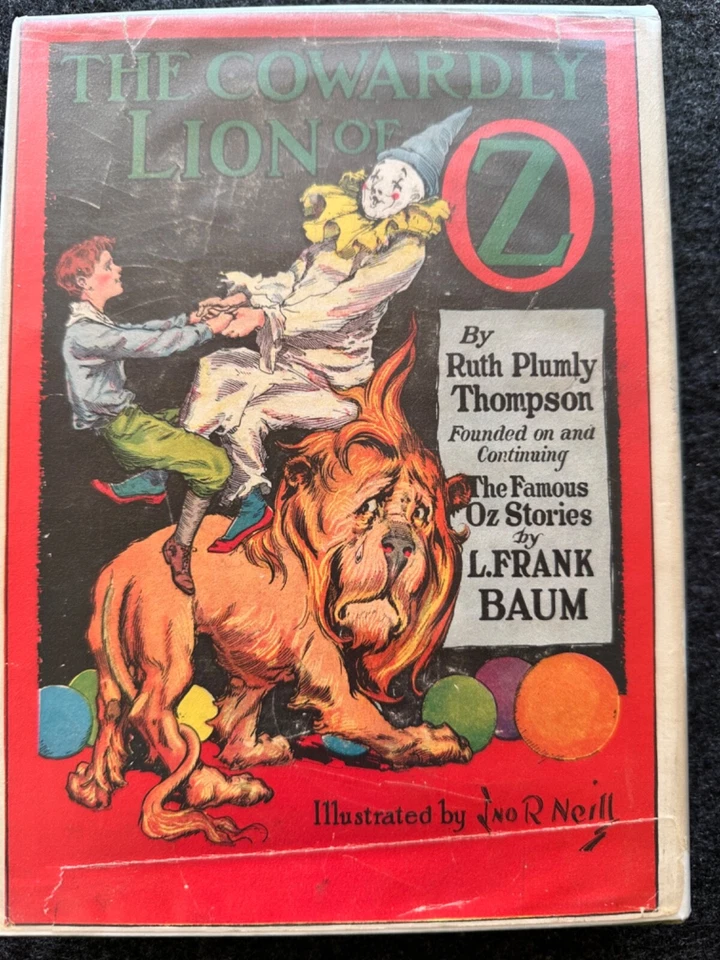 THE COWARDLY
LION OF OZ
By
Ruth Plumly
Thompson
Founded on and
Continuing
The Famous
Oz Stories
by
L.FRANK
BAUM
Illustrated by Jno R Neill